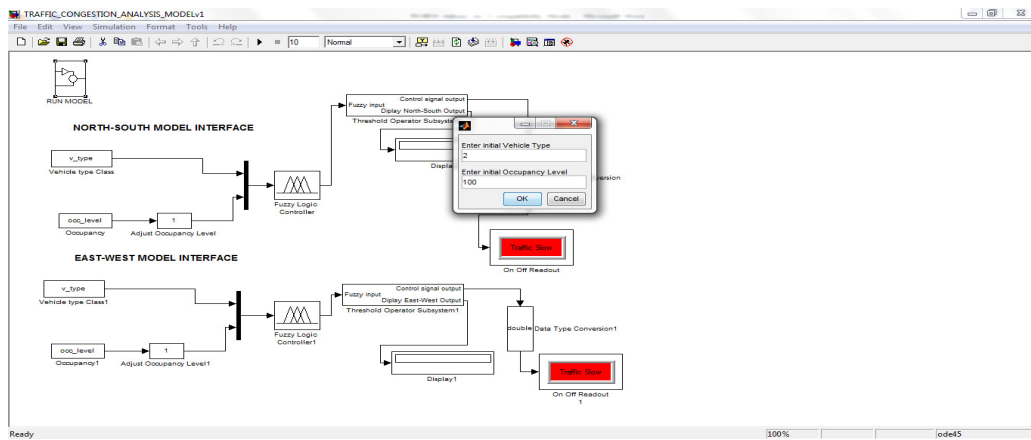 TRAFFIC_CONGESTION_ANALYSIS_MODELv1
File Edit View Simulation Format Tools Help
10 Normal
RUN MODEL
NORTH-SOUTH MODEL INTERFACE
v_type
Vehicle type Class
occ_level
Occupancy
1
Adjust Occupancy Level
Fuzzy Logic
Controller
Fuzzy input
Control signal output
Diplay North-South Output
Threshold Operator Subsyste
Displa
ersion
Enter initial Vehicle Type
2
Enter initial Occupancy Level
100
OK Cancel
Traffic Slow
On Off Readout
EAST-WEST MODEL INTERFACE
v_type
Vehicle type Class1
occ_level
Occupancy1
1
Adjust Occupancy Level1
Fuzzy Logic
Controller1
Fuzzy input
Control signal output
Diplay East-West Output
Threshold Operator Subsystem1
Display1
double
Data Type Conversion1
Traffic Slow
On Off Readout
1
Ready 100% ode45